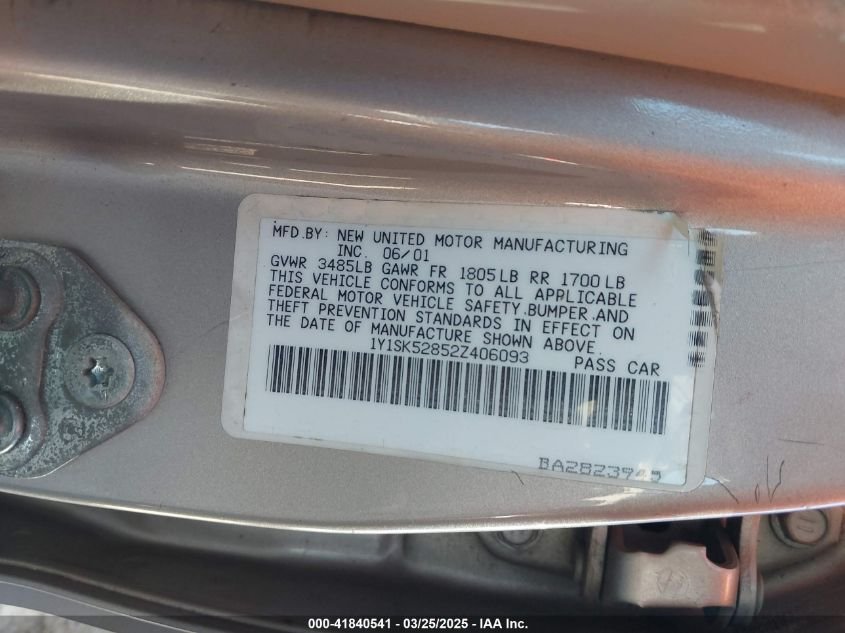 MFD.BY: NEW UNITED MOTOR MANUFACTURING
INC. 06/01
GVWR 3485LB GAWR FR 1805LB RR 1700LB
THIS VEHICLE CONFORMS TO ALL APPLICABLE
FEDERAL MOTOR VEHICLE SAFETY.BUMPER.AND
THEFT PREVENTION STANDARDS IN EFFECT ON
THE DATE OF MANUFACTURE SHOWN ABOVE.
1Y1SK52852Z406093
PASS CAR
000-41840541 - 03/25/2025 - IAA Inc.